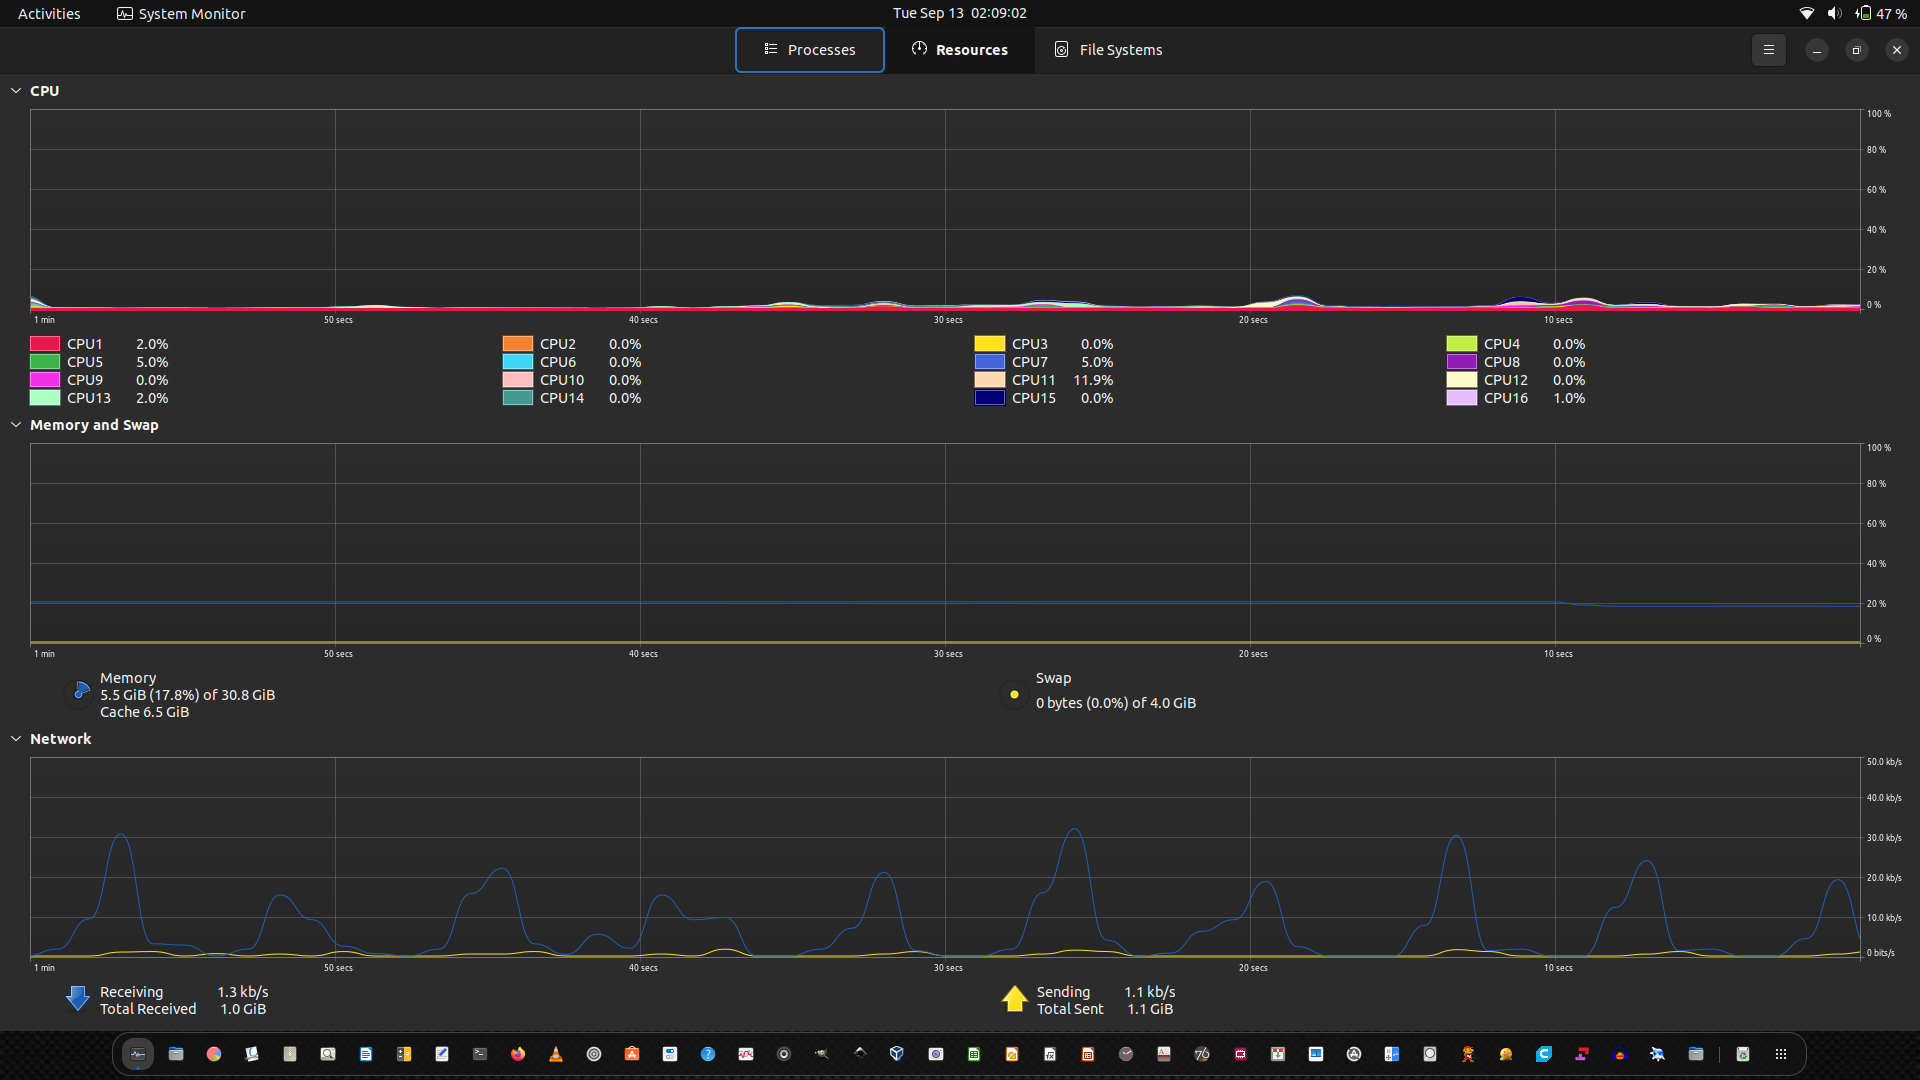 Activities System Monitor Tue Sep 13 02:09:02 47 %
Processes Resources File Systems
CPU
100 %
80 %
60 %
40 %
20 %
0 %
1 min 50 secs 40 secs 30 secs 20 secs 10 secs
CPU1 2.0% CPU2 0.0% CPU3 0.0% CPU4 0.0%
CPU5 5.0% CPU6 0.0% CPU7 5.0% CPU8 0.0%
CPU9 0.0% CPU10 0.0% CPU11 11.9% CPU12 0.0%
CPU13 2.0% CPU14 0.0% CPU15 0.0% CPU16 1.0%
Memory and Swap
100 %
80 %
60 %
40 %
20 %
0 %
1 min 50 secs 40 secs 30 secs 20 secs 10 secs
Memory Swap
5.5 GiB (17.8%) of 30.8 GiB 0 bytes (0.0%) of 4.0 GiB
Cache 6.5 GiB
Network
50.0 kb/s
40.0 kb/s
30.0 kb/s
20.0 kb/s
10.0 kb/s
0 bits/s
1 min 50 secs 40 secs 30 secs 20 secs 10 secs
Receiving 1.3 kb/s Sending 1.1 kb/s
Total Received 1.0 GiB Total Sent 1.1 GiB
76